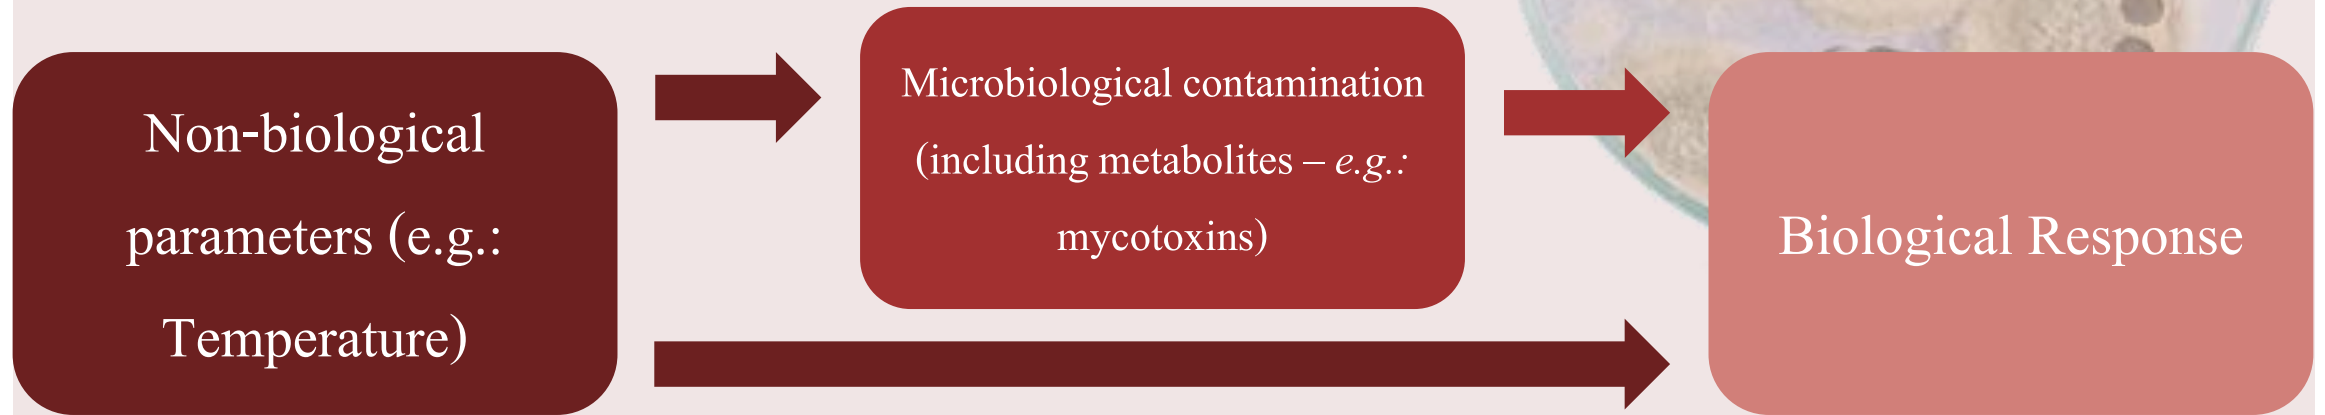 Non-biological
parameters (e.g.:
Temperature)
Microbiological contamination
(including metabolites – e.g.:
mycotoxins)
Biological Response